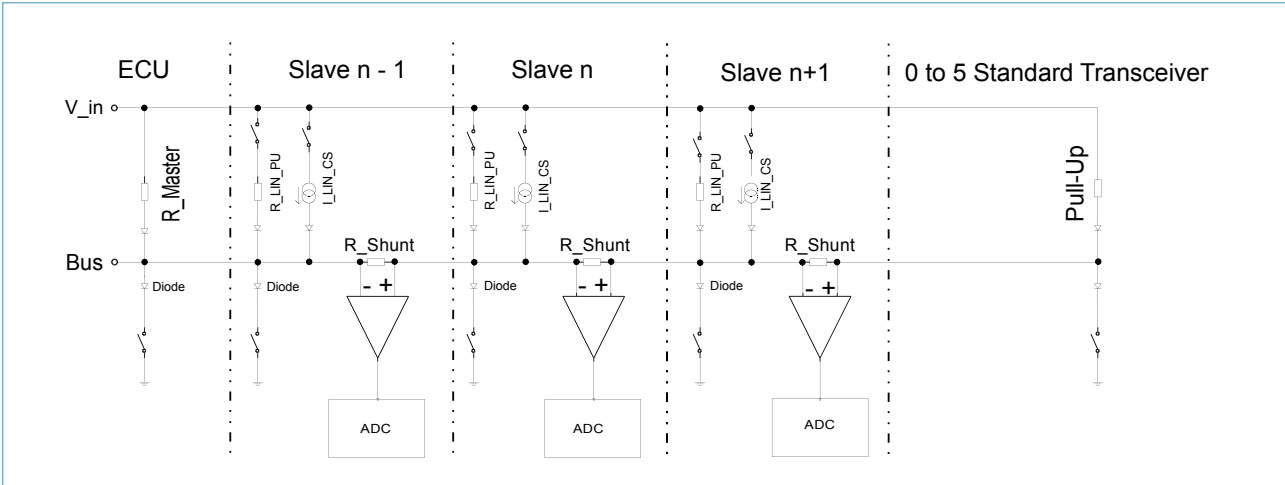 ECU
Slave n - 1
Slave n
Slave n+1
0 to 5 Standard Transceiver
V_in
R_Master
R_LIN_PU
I_LIN_CS
R_LIN_PU
I_LIN_CS
R_LIN_PU
I_LIN_CS
Pull-Up
Bus
R_Shunt
R_Shunt
R_Shunt
Diode
Diode
Diode
Diode
- +
- +
- +
ADC
ADC
ADC